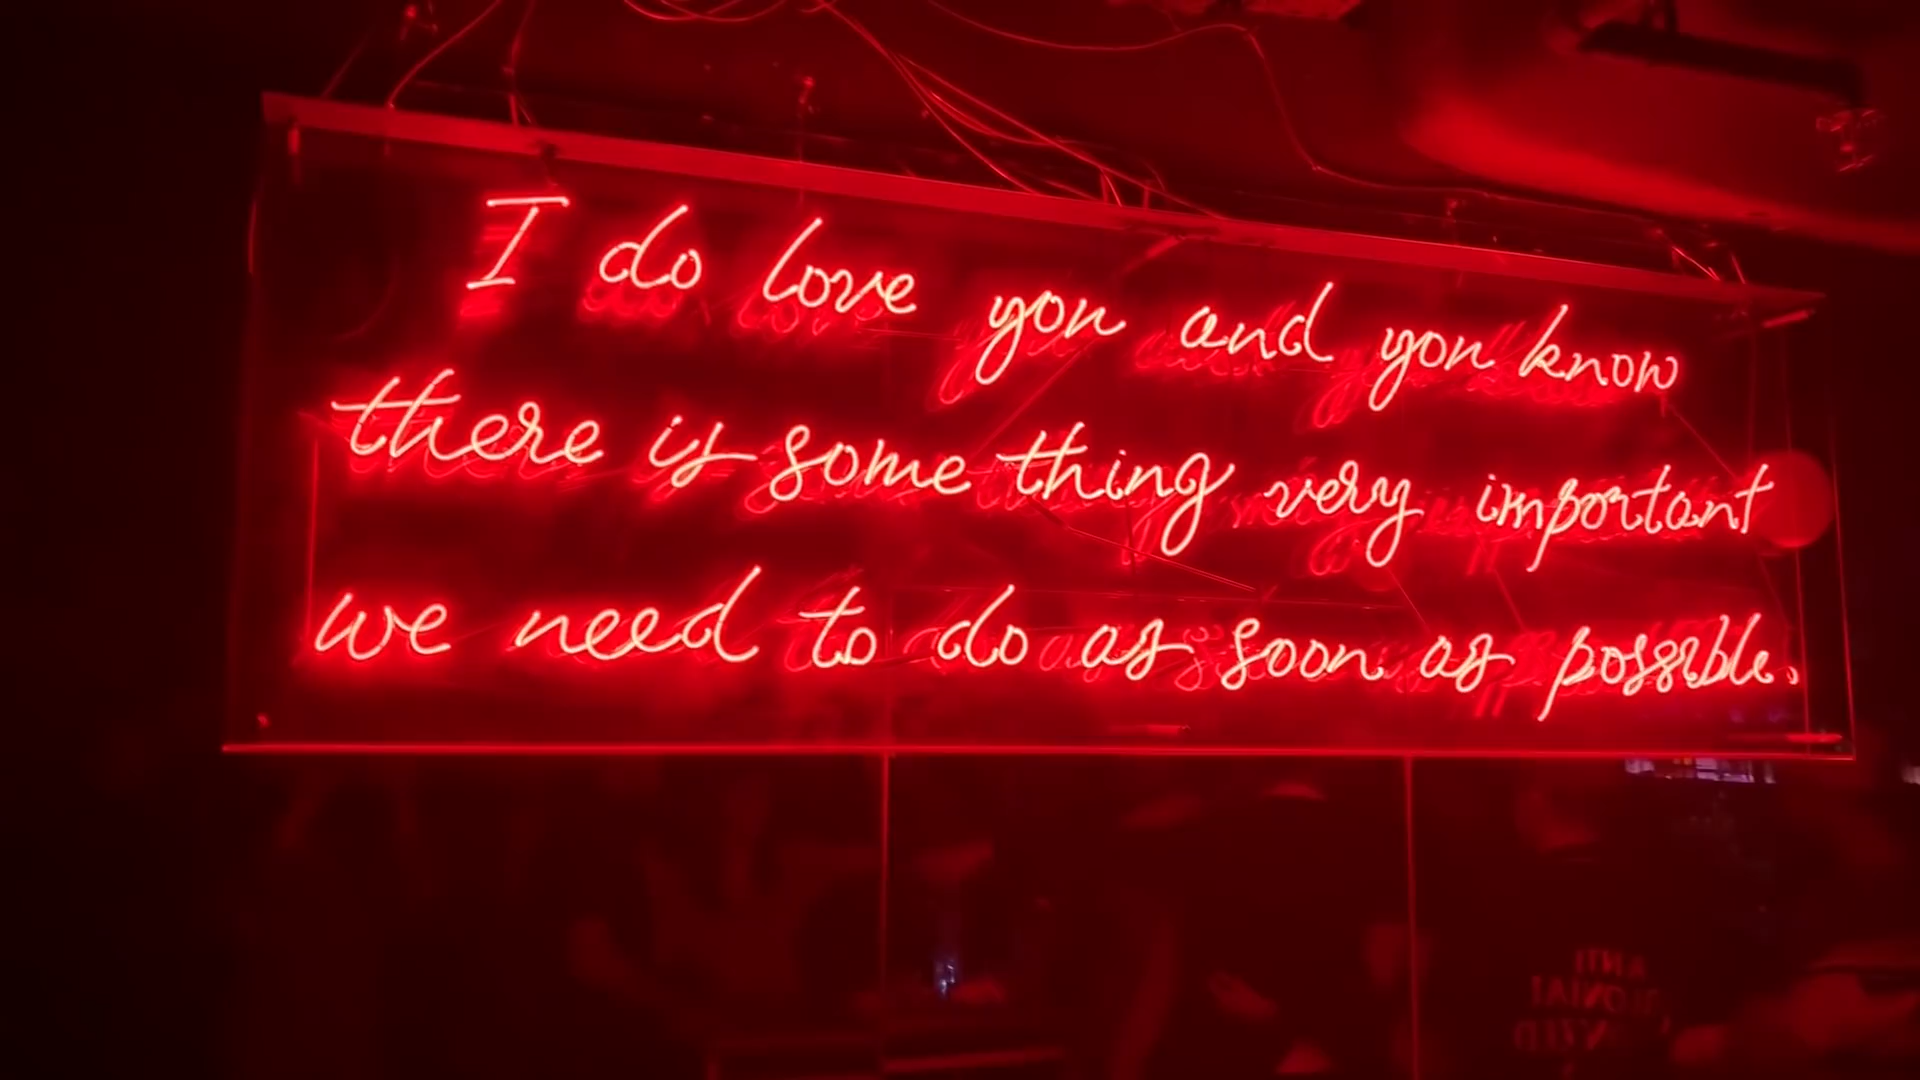 I do love you and you know
there is some thing very important
we need to do as soon as possible.